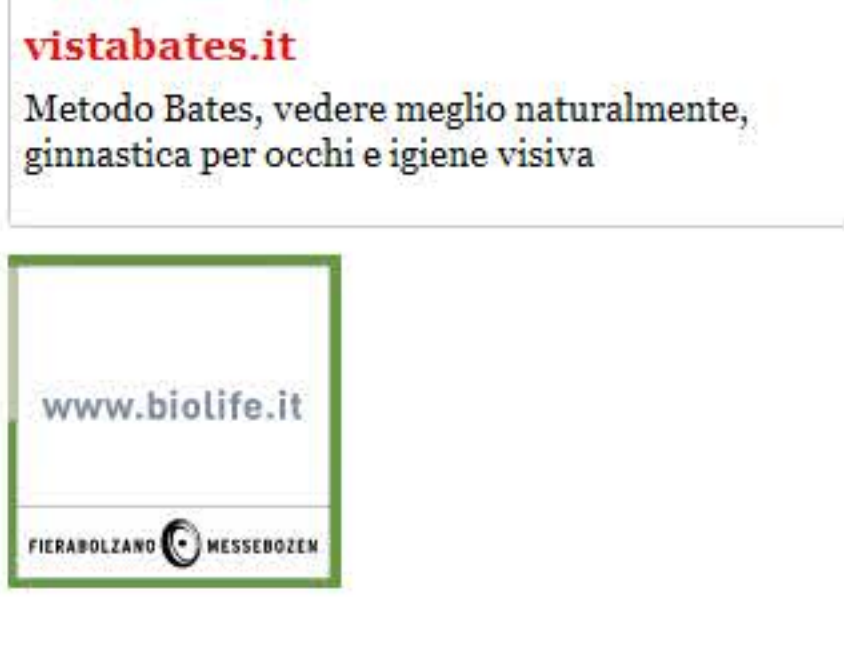 vistabates.it
Metodo Bates, vedere meglio naturalmente,
ginnastica per occhi e igiene visiva
www.biolife.it
FIERABOLZANO MESSEBOZEN